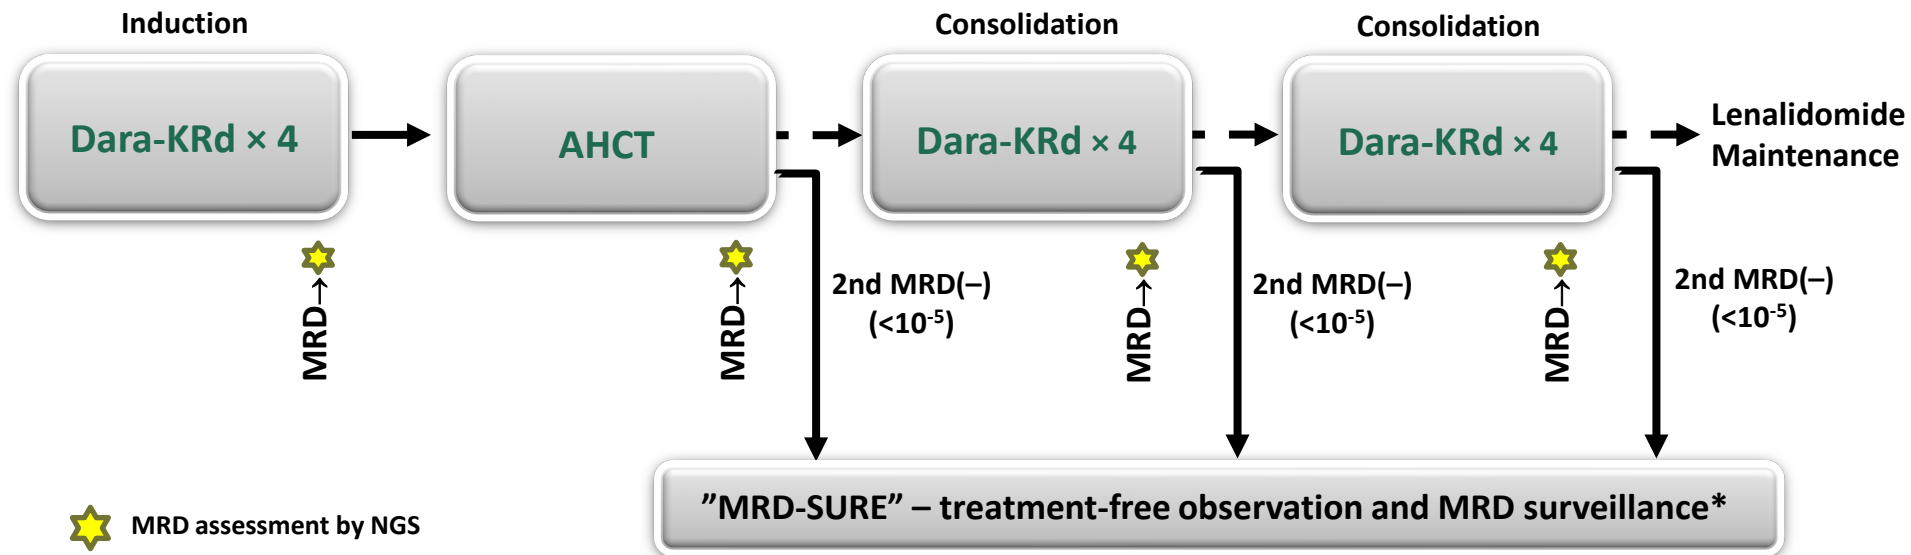 Induction
Consolidation
Consolidation
Dara-KRd × 4
AHCT
Dara-KRd × 4
Dara-KRd × 4
Lenalidomide
Maintenance
MRD→
MRD→
2nd MRD(–)
(<10⁻⁵)
MRD→
2nd MRD(–)
(<10⁻⁵)
MRD→
2nd MRD(–)
(<10⁻⁵)
”MRD-SURE” – treatment-free observation and MRD surveillance*
MRD assessment by NGS